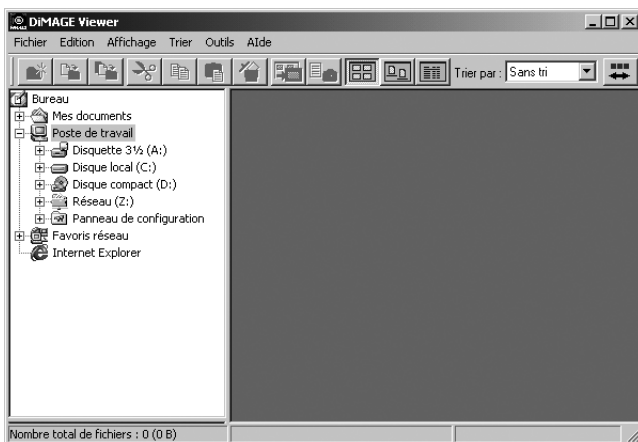 DiMAGE Viewer
Fichier Edition Affichage Trier Outils AIde
Trier par : Sans tri
Bureau
Mes documents
Poste de travail
Disquette 3½ (A:)
Disque local (C:)
Disque compact (D:)
Réseau (Z:)
Panneau de configuration
Favoris réseau
Internet Explorer
Nombre total de fichiers : 0 (0 B)